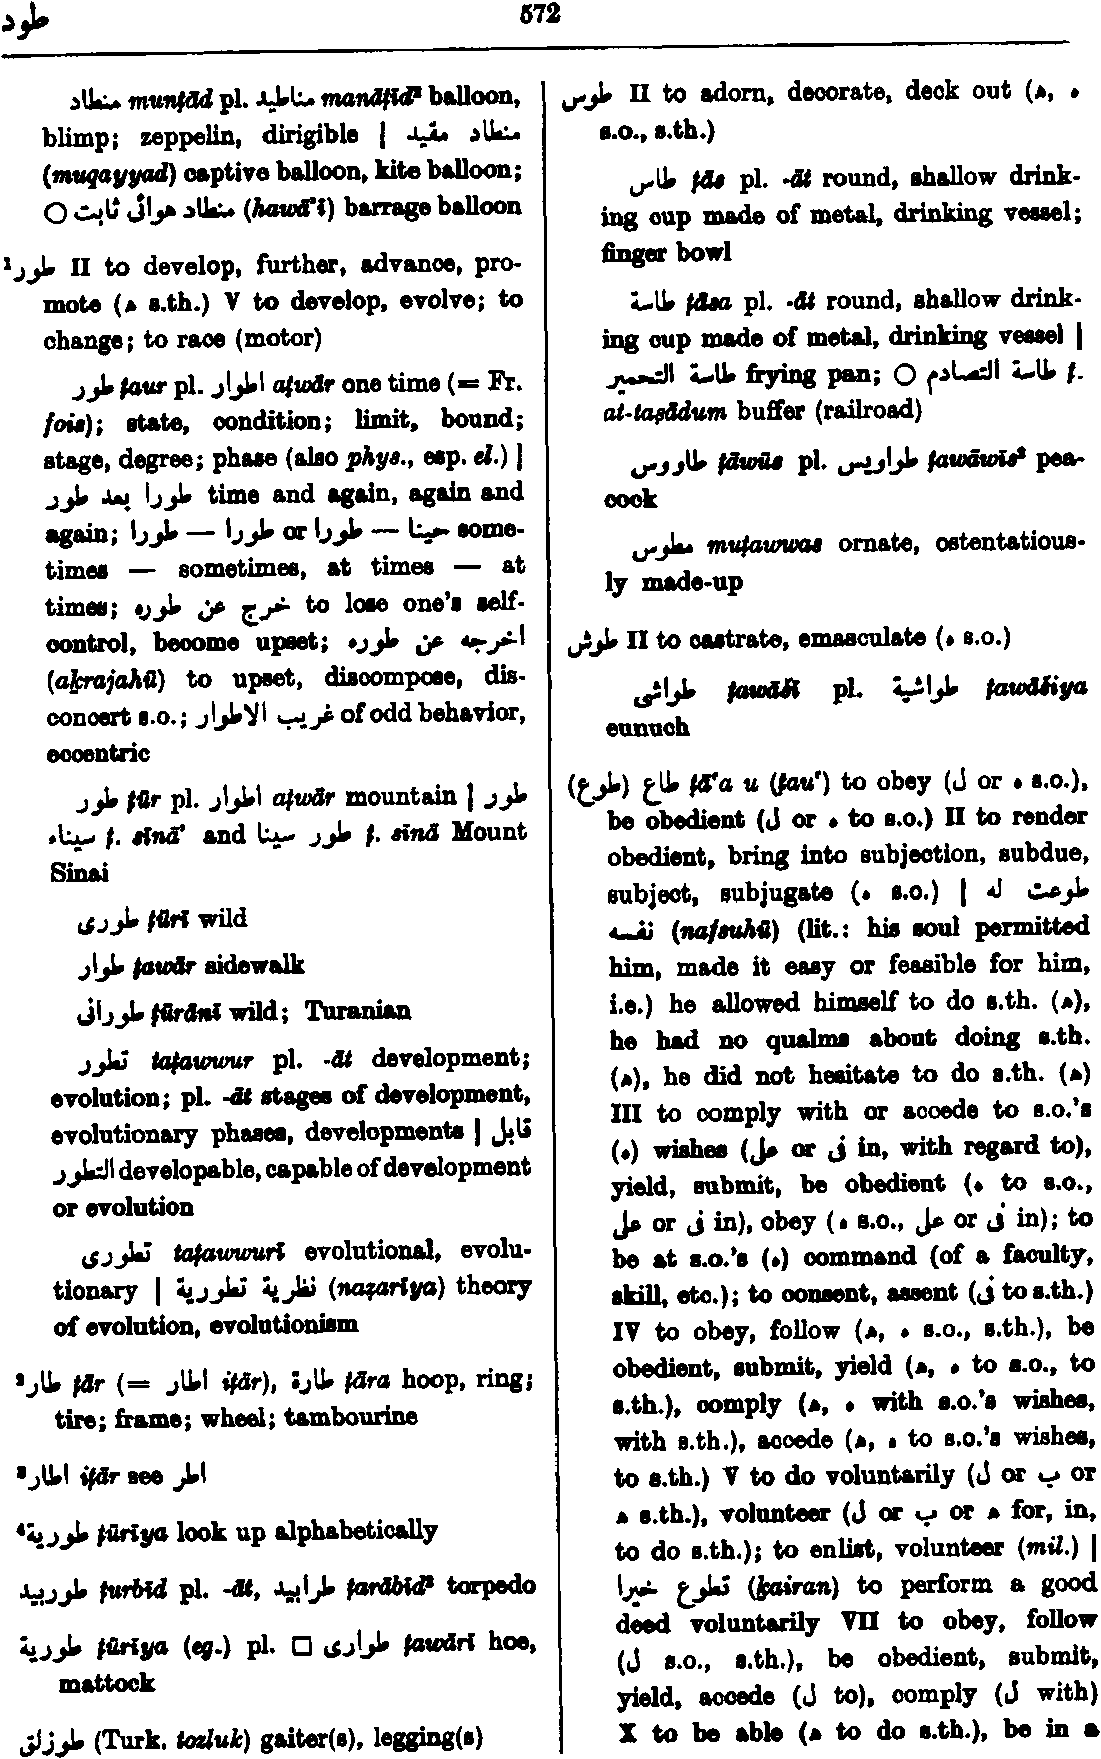 طود
572
منطاد munṭād pl. مناطيد manāṭīd² balloon,
blimp; zeppelin, dirigible | منطاد مقيد
(muqayyad) captive balloon, kite balloon;
○ منطاد هوائى ثابت (hawā'ī) barrage balloon
¹طور II to develop, further, advance, pro-
mote (ه s.th.) V to develop, evolve; to
change; to race (motor)
طور ṭaur pl. اطوار aṭwār one time (= Fr.
fois); state, condition; limit, bound;
stage, degree; phase (also phys., esp. el.) |
طورا بعد طور time and again, again and
again; طورا — طورا or حينا — طورا some-
times — sometimes, at times — at
times; خرج عن طوره to lose one's self-
control, become upset; اخرجه عن طوره
(akrajahū) to upset, discompose, dis-
concert s.o.; غريب الاطوار of odd behavior,
eccentric
طور ṭūr pl. اطوار aṭwār mountain | طور
سيناء ṭ. sīnā' and طور سينا ṭ. sīnā Mount
Sinai
طورى ṭūrī wild
طوار ṭawār sidewalk
طورانى ṭūrānī wild; Turanian
تطور taṭawwur pl. -āt development;
evolution; pl. -āt stages of development,
evolutionary phases, developments | قابل
التطور developable, capable of development
or evolution
تطورى taṭawwurī evolutional, evolu-
tionary | نظرية تطورية (naẓarīya) theory
of evolution, evolutionism
²طار ṭār (= اطار iṭār), طارة ṭāra hoop, ring;
tire; frame; wheel; tambourine
³اطار iṭār see اطر
⁴طورية ṭūrīya look up alphabetically
طوربيد ṭurbīd pl. -āt, طرابيد ṭarābīd² torpedo
طورية ṭūrīya (eg.) pl. □ طوارى ṭawārī hoe,
mattock
طوزلق (Turk. tozluk) gaiter(s), legging(s)
طوس II to adorn, decorate, deck out (ه, ه
s.o., s.th.)
طاس ṭās pl. -āt round, shallow drink-
ing cup made of metal, drinking vessel;
finger bowl
طاسة ṭāsa pl. -āt round, shallow drink-
ing cup made of metal, drinking vessel |
طاسة التحمير frying pan; ○ طاسة التصادم ṭ.
at-taṣādum buffer (railroad)
طاووس ṭāwūs pl. طواويس ṭawāwīs² pea-
cock
مطوس muṭawwas ornate, ostentatious-
ly made-up
طوش II to castrate, emasculate (ه s.o.)
طواشى ṭawāšī pl. طواشية ṭawāšiya
eunuch
(طوع) طاع ṭā'a u (ṭau') to obey (ل or ه s.o.),
be obedient (ل or ه to s.o.) II to render
obedient, bring into subjection, subdue,
subject, subjugate (ه s.o.) | طوعت له
نفسه (nafsuhū) (lit.: his soul permitted
him, made it easy or feasible for him,
i.e.) he allowed himself to do s.th. (ه),
he had no qualms about doing s.th.
(ه), he did not hesitate to do s.th. (ه)
III to comply with or accede to s.o.'s
(ه) wishes (على or فى in, with regard to),
yield, submit, be obedient (ه to s.o.,
على or فى in), obey (ه s.o., على or فى in); to
be at s.o.'s (ه) command (of a faculty,
skill, etc.); to consent, assent (فى to s.th.)
IV to obey, follow (ه, ه s.o., s.th.), be
obedient, submit, yield (ه, ه to s.o., to
s.th.), comply (ه, ه with s.o.'s wishes,
with s.th.), accede (ه, ه to s.o.'s wishes,
to s.th.) V to do voluntarily (ل or ب or
ه s.th.), volunteer (ل or ب or ه for, in,
to do s.th.); to enlist, volunteer (mil.) |
تطوع خيرا (ḵairan) to perform a good
deed voluntarily VII to obey, follow
(ل s.o., s.th.), be obedient, submit,
yield, accede (ل to), comply (ل with)
X to be able (ه to do s.th.), be in a